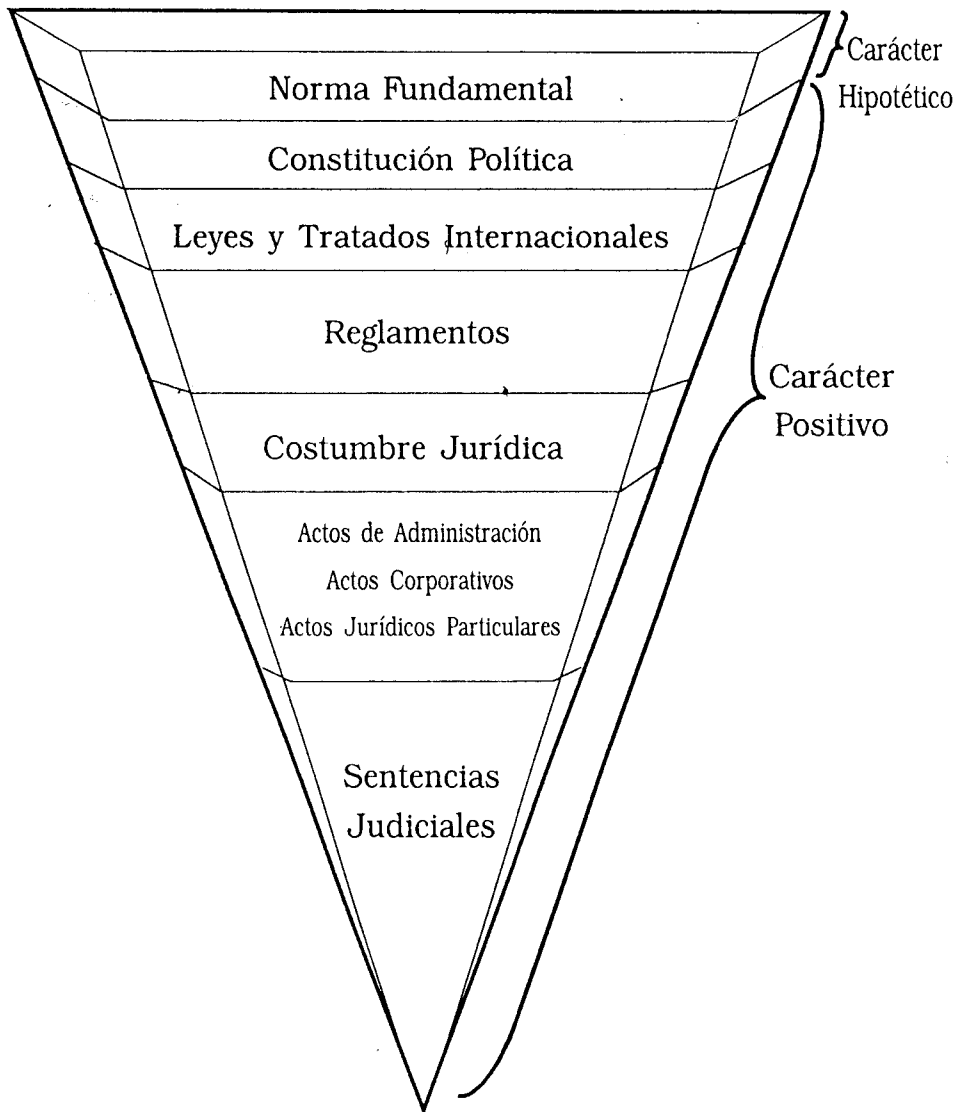 Carácter
Hipotético
Norma Fundamental
Constitución Política
Leyes y Tratados Internacionales
Reglamentos
Carácter
Positivo
Costumbre Jurídica
Actos de Administración
Actos Corporativos
Actos Jurídicos Particulares
Sentencias
Judiciales